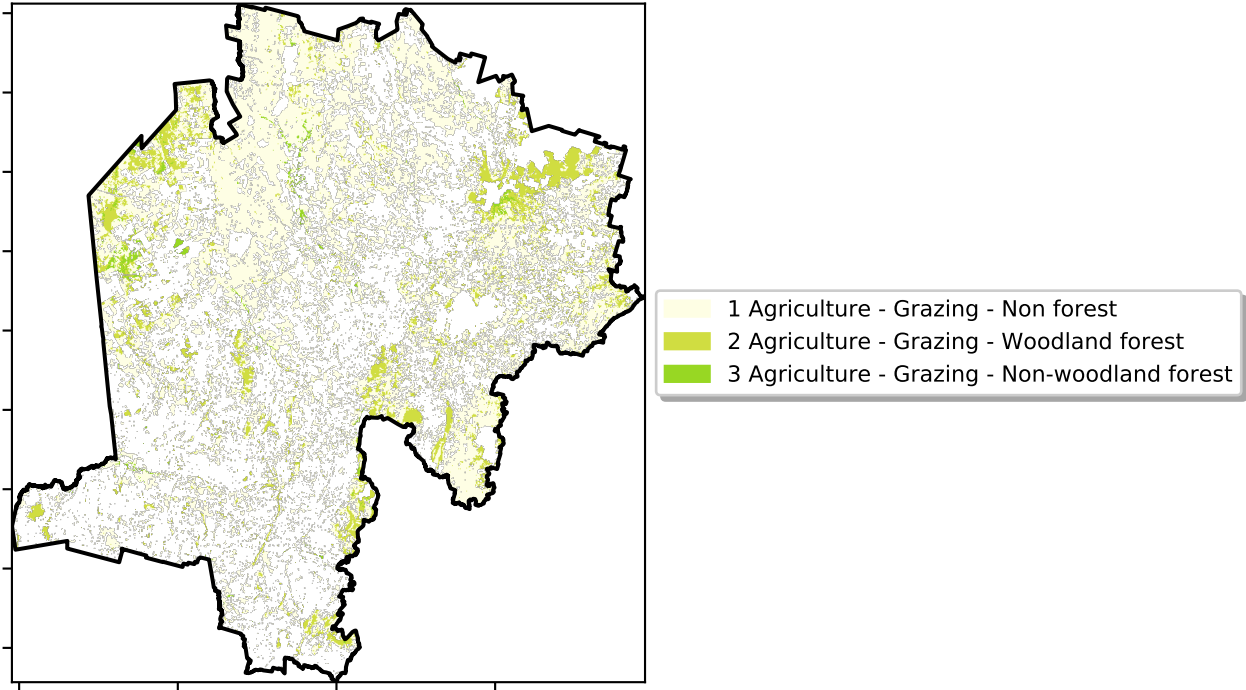 1 Agriculture - Grazing - Non forest
2 Agriculture - Grazing - Woodland forest
3 Agriculture - Grazing - Non-woodland forest